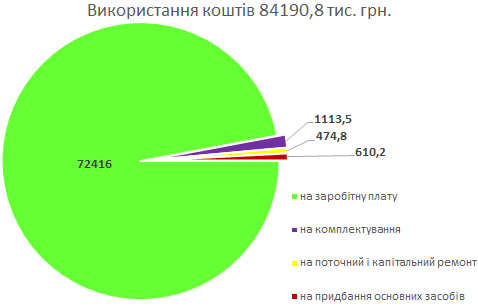 Використання коштів 84190,8 тис. грн.
1113,5
474,8
610,2
72416
на заробітну плату
на комплектування
на поточний і капітальний ремонт
на придбання основних засобів